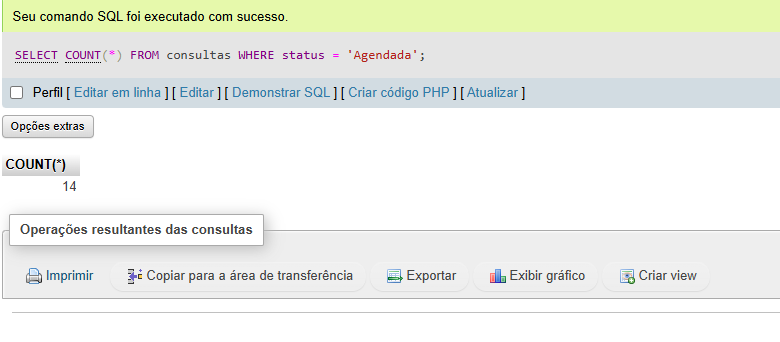 Seu comando SQL foi executado com sucesso.
SELECT COUNT(*) FROM consultas WHERE status = 'Agendada';
Perfil [ Editar em linha ] [ Editar ] [ Demonstrar SQL ] [ Criar código PHP ] [ Atualizar ]
Opções extras
COUNT(*)
14
Operações resultantes das consultas
Imprimir Copiar para a área de transferência Exportar Exibir gráfico Criar view